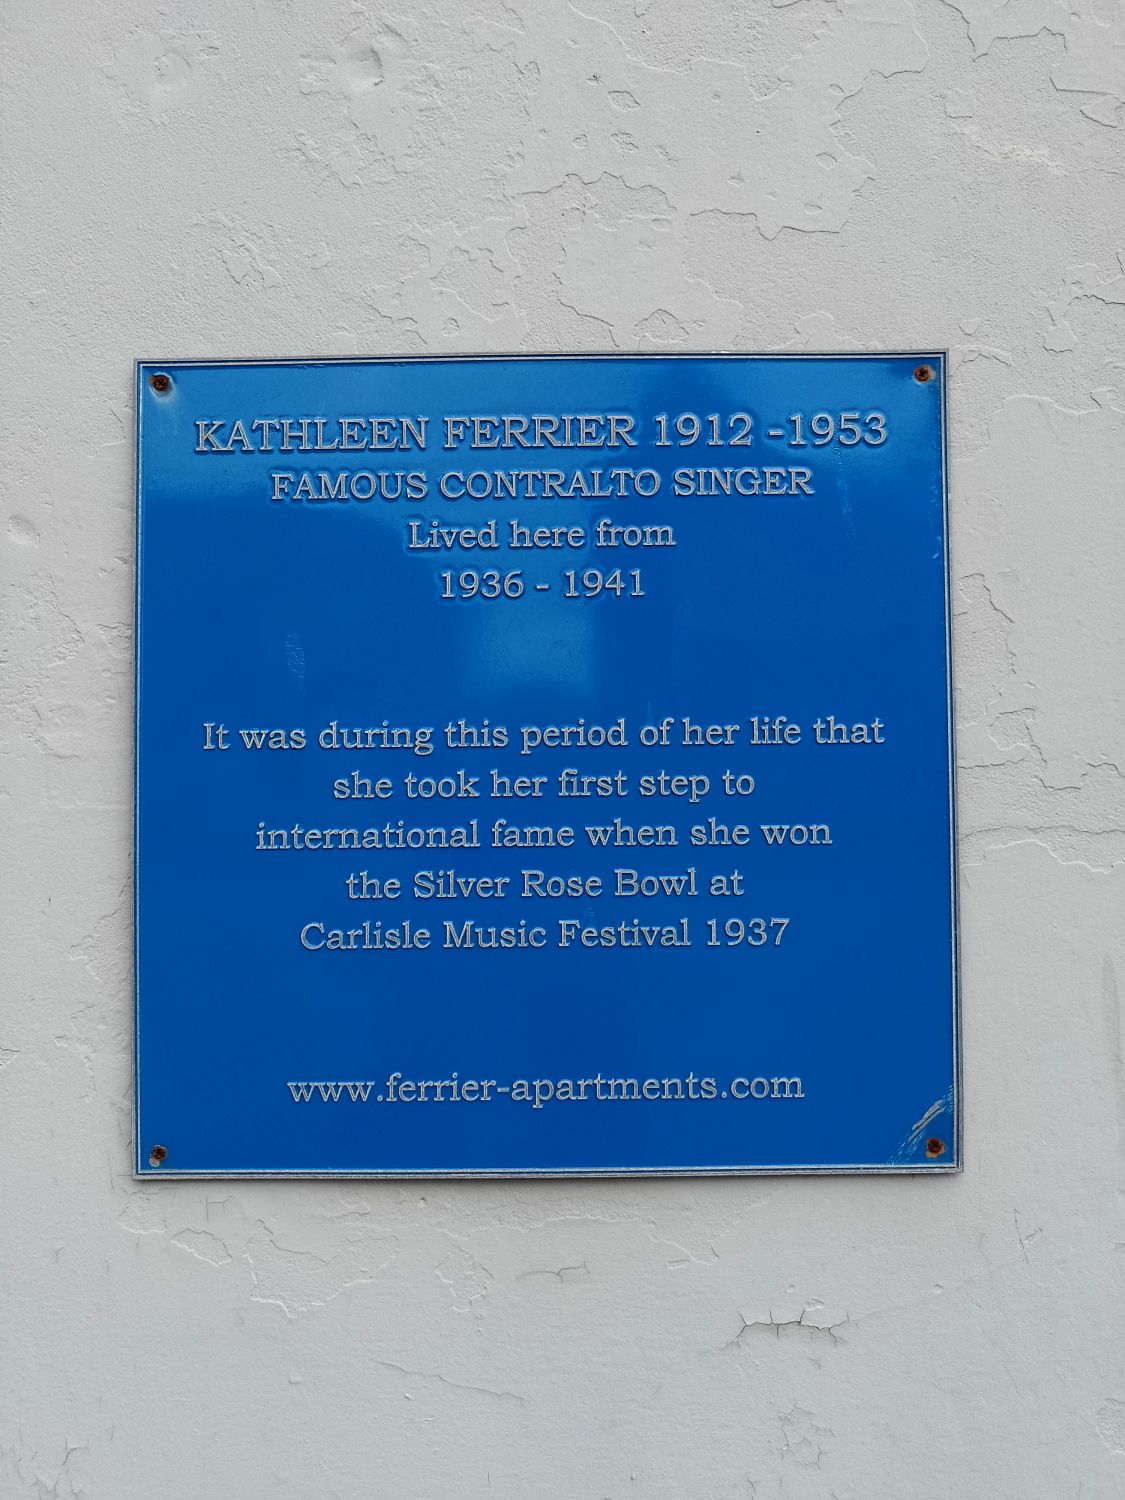 KATHLEEN FERRIER 1912 -1953
FAMOUS CONTRALTO SINGER
Lived here from
1936 - 1941
It was during this period of her life that
she took her first step to
international fame when she won
the Silver Rose Bowl at
Carlisle Music Festival 1937
www.ferrier-apartments.com